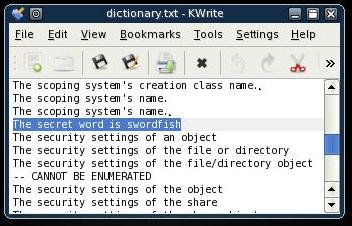 dictionary.txt - KWrite
File Edit View Bookmarks Tools Settings Help
The scoping system's creation class name..
The scoping system's name.
The scoping system's name..
The secret word is swordfish
The security settings of an object
The security settings of the file or directory
The security settings of the file/directory object
-- CANNOT BE ENUMERATED
The security settings of the object
The security settings of the share